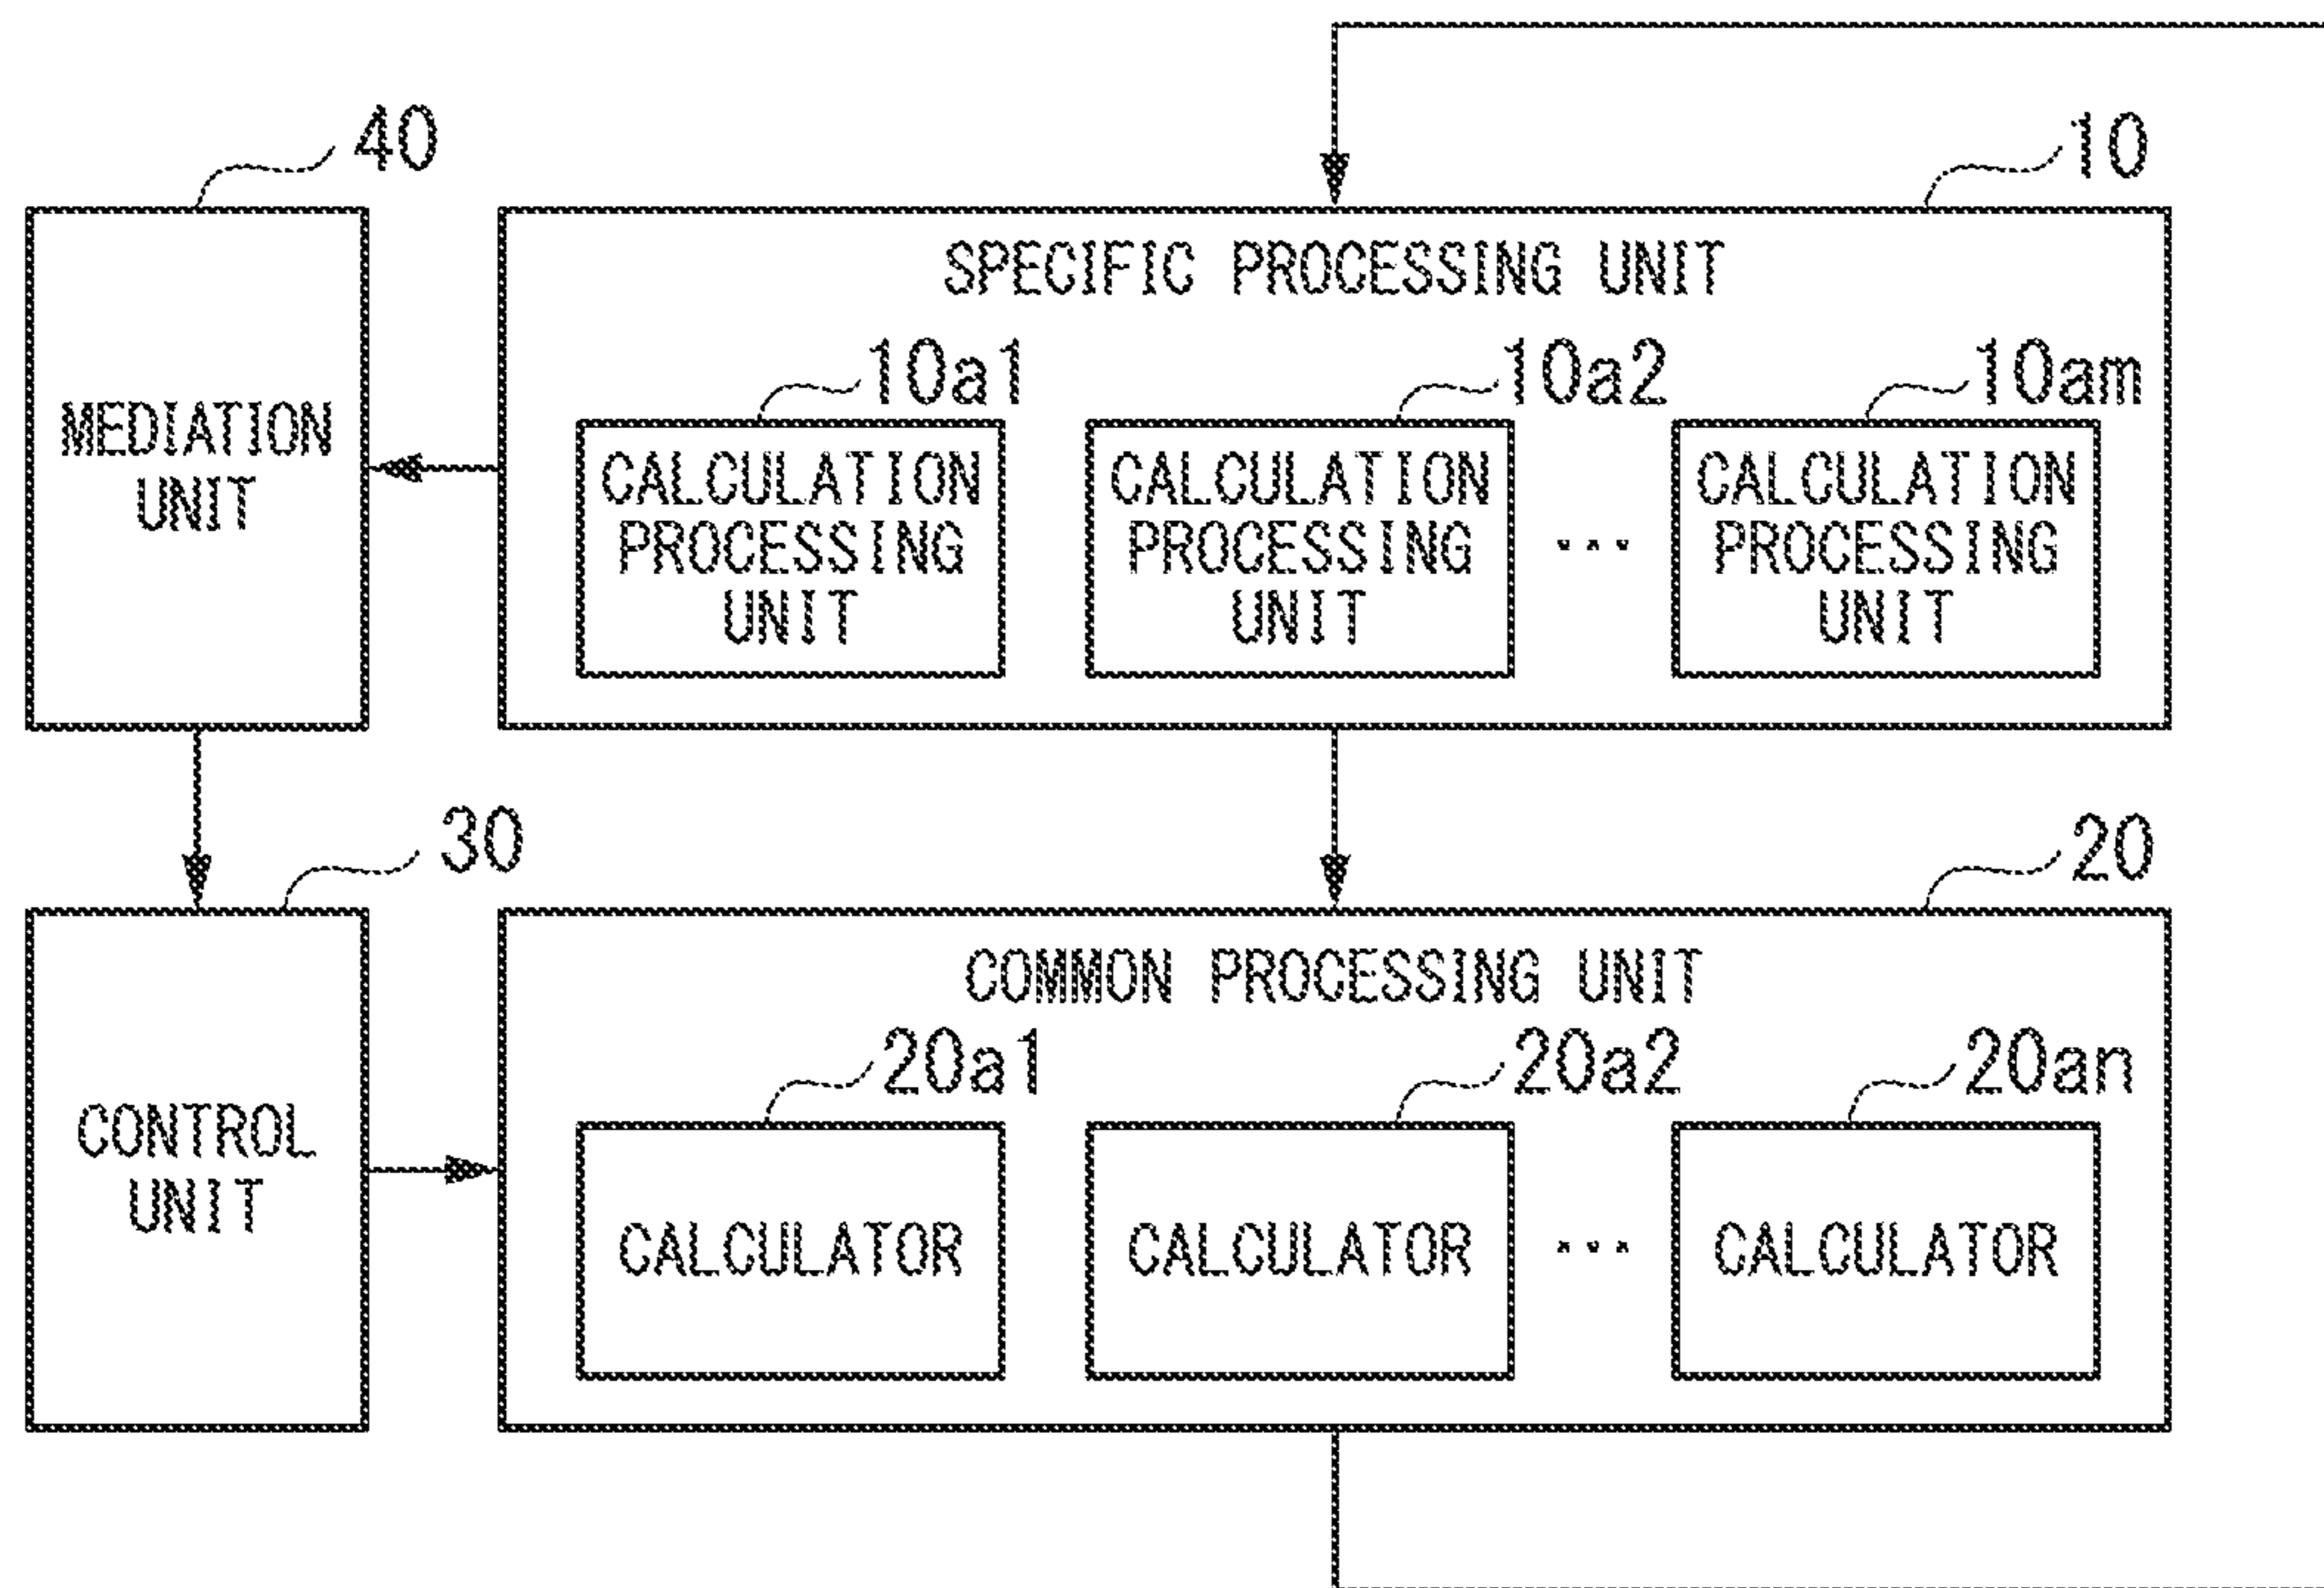 40
10
SPECIFIC PROCESSING UNIT
10a1
10a2
10am
MEDIATION
UNIT
CALCULATION
PROCESSING
UNIT
CALCULATION
PROCESSING
UNIT
...
CALCULATION
PROCESSING
UNIT
30
20
COMMON PROCESSING UNIT
20a1
20a2
20an
CONTROL
UNIT
CALCULATOR
CALCULATOR
...
CALCULATOR